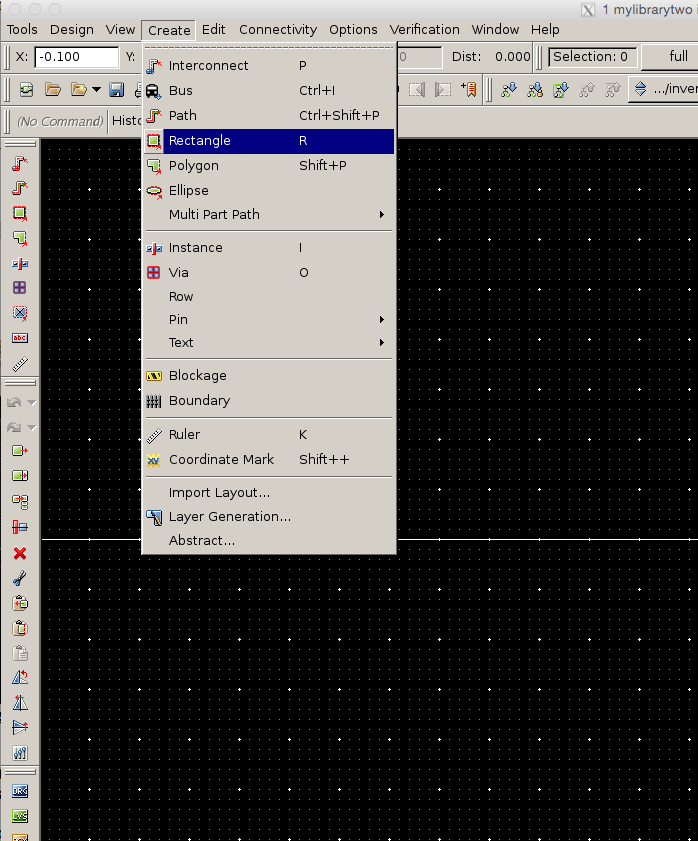 1 mylibrarytwo
Tools Design View Create Edit Connectivity Options Verification Window Help
X: -0.100 Y: 0 Dist: 0.000 Selection: 0 full
.../inver
(No Command) Histo
Interconnect P
Bus Ctrl+I
Path Ctrl+Shift+P
Rectangle R
Polygon Shift+P
Ellipse
Multi Part Path
Instance I
Via O
Row
Pin
Text
Blockage
Boundary
Ruler K
Coordinate Mark Shift++
Import Layout...
Layer Generation...
Abstract...
abc
DRC
LVS